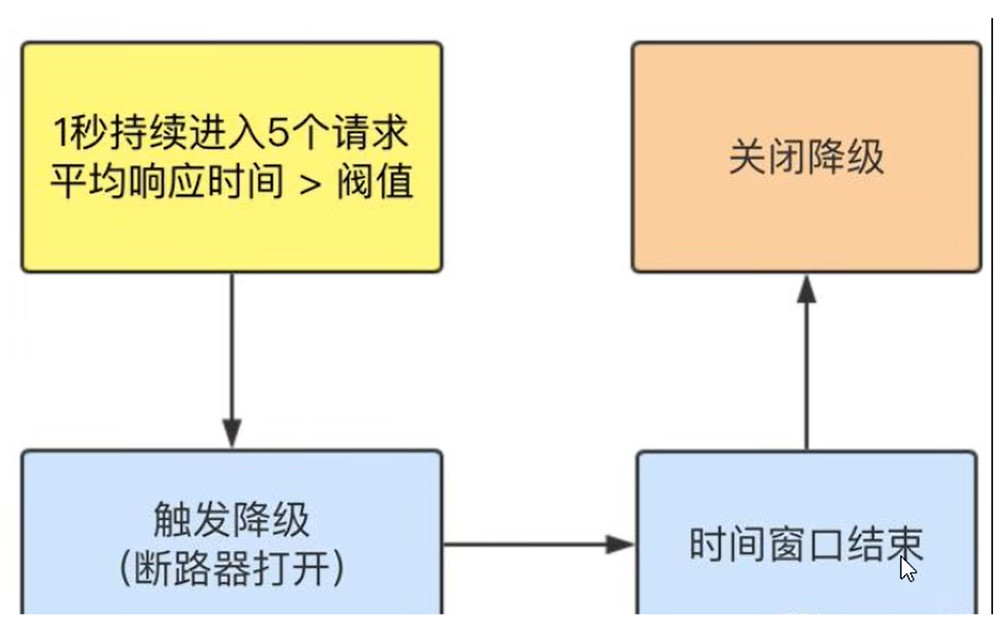 1秒持续进入5个请求
平均响应时间 > 阀值
关闭降级
触发降级
(断路器打开)
时间窗口结束